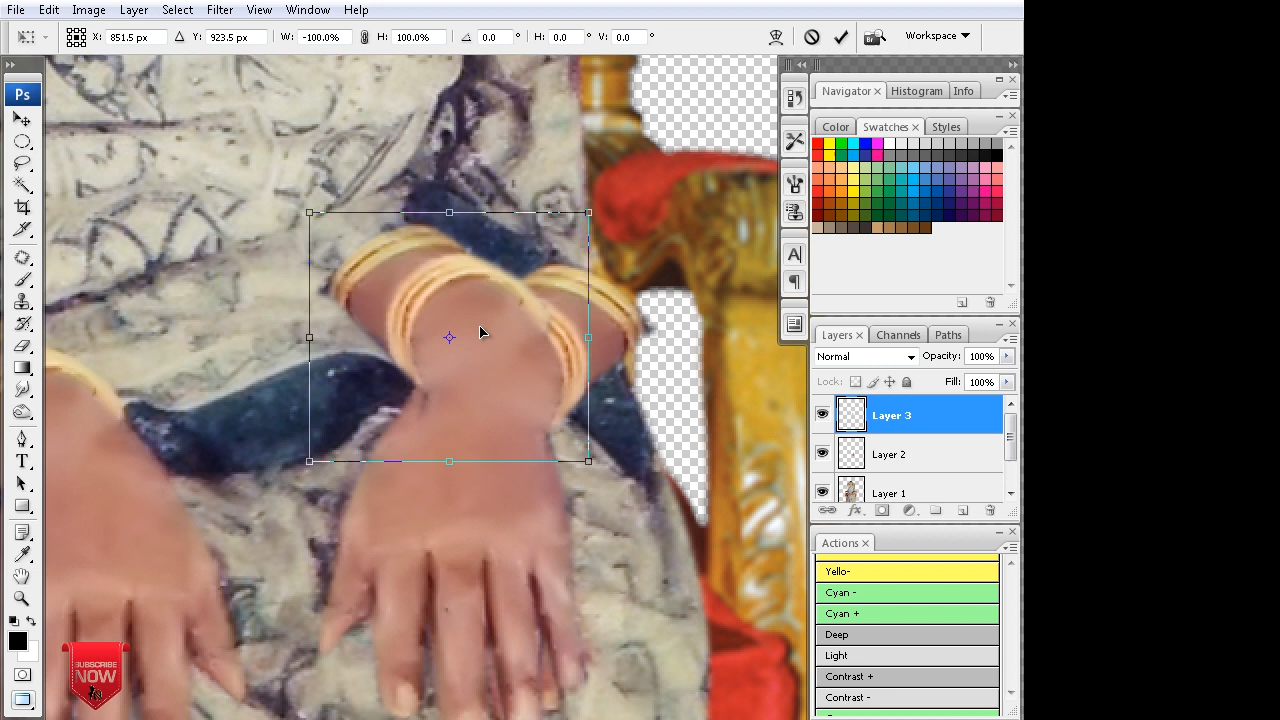 File Edit Image Layer Select Filter View Window Help
X: 851.5 px Y: 923.5 px W: -100.0% H: 100.0% 0.0 ° H: 0.0 ° V: 0.0 ° Br Workspace
Ps
Navigator Histogram Info
Color Swatches Styles
A
T
Layers Channels Paths
Normal Opacity: 100%
Lock: Fill: 100%
Layer 3
Layer 2
Layer 1
fx
Actions
Yello-
Cyan -
Cyan +
Deep
Light
Contrast +
Contrast -
SUBSCRIBE
NOW